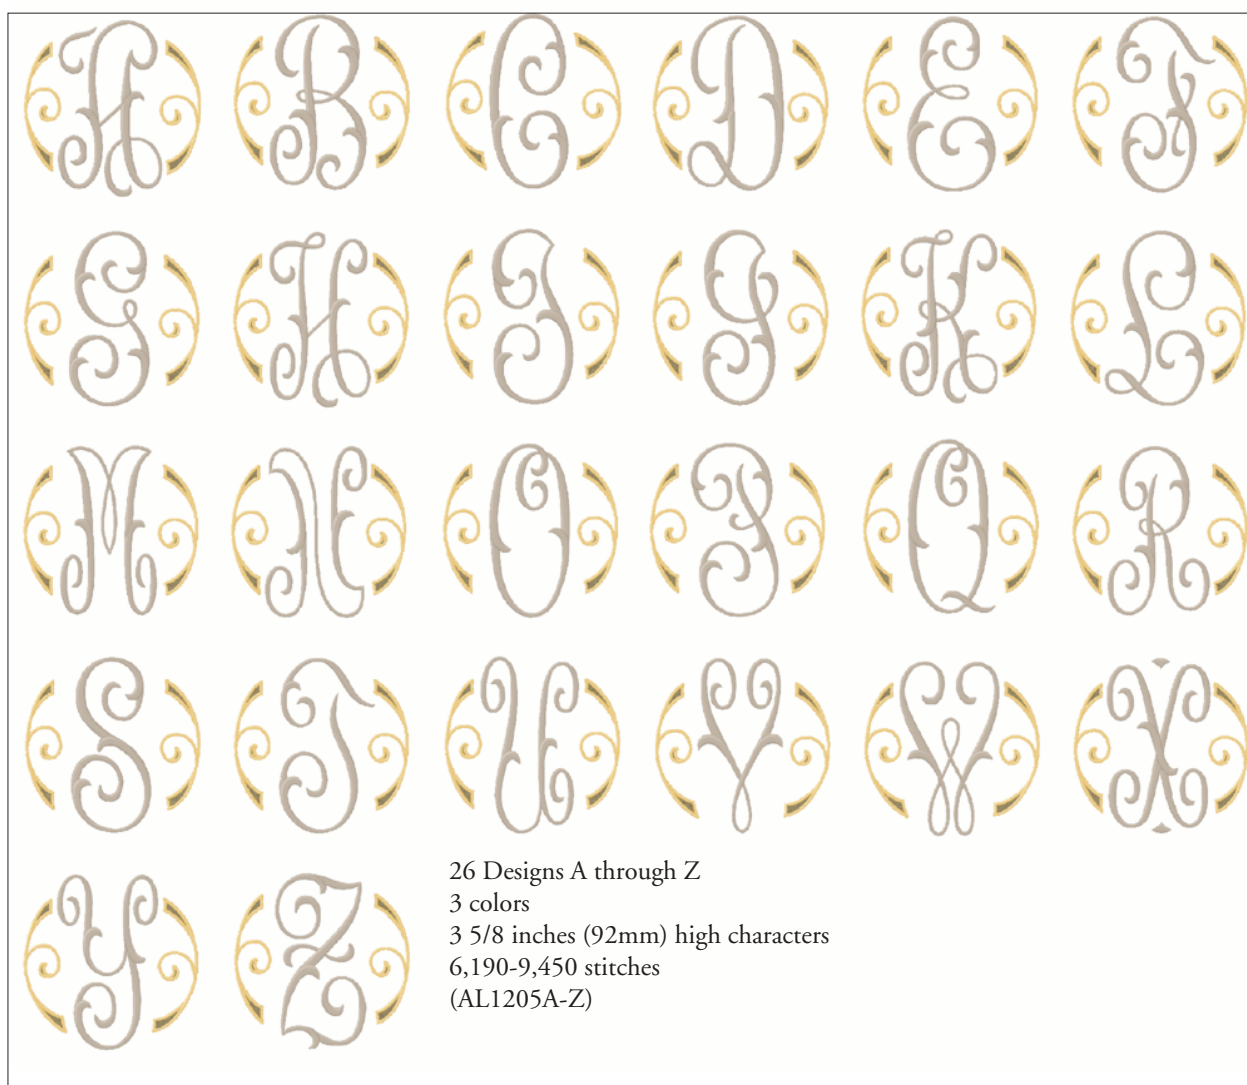 A B C D E F
G H I J K L
M N O P Q R
S T U V W X
Y Z
26 Designs A through Z
3 colors
3 5/8 inches (92mm) high characters
6,190-9,450 stitches
(AL1205A-Z)